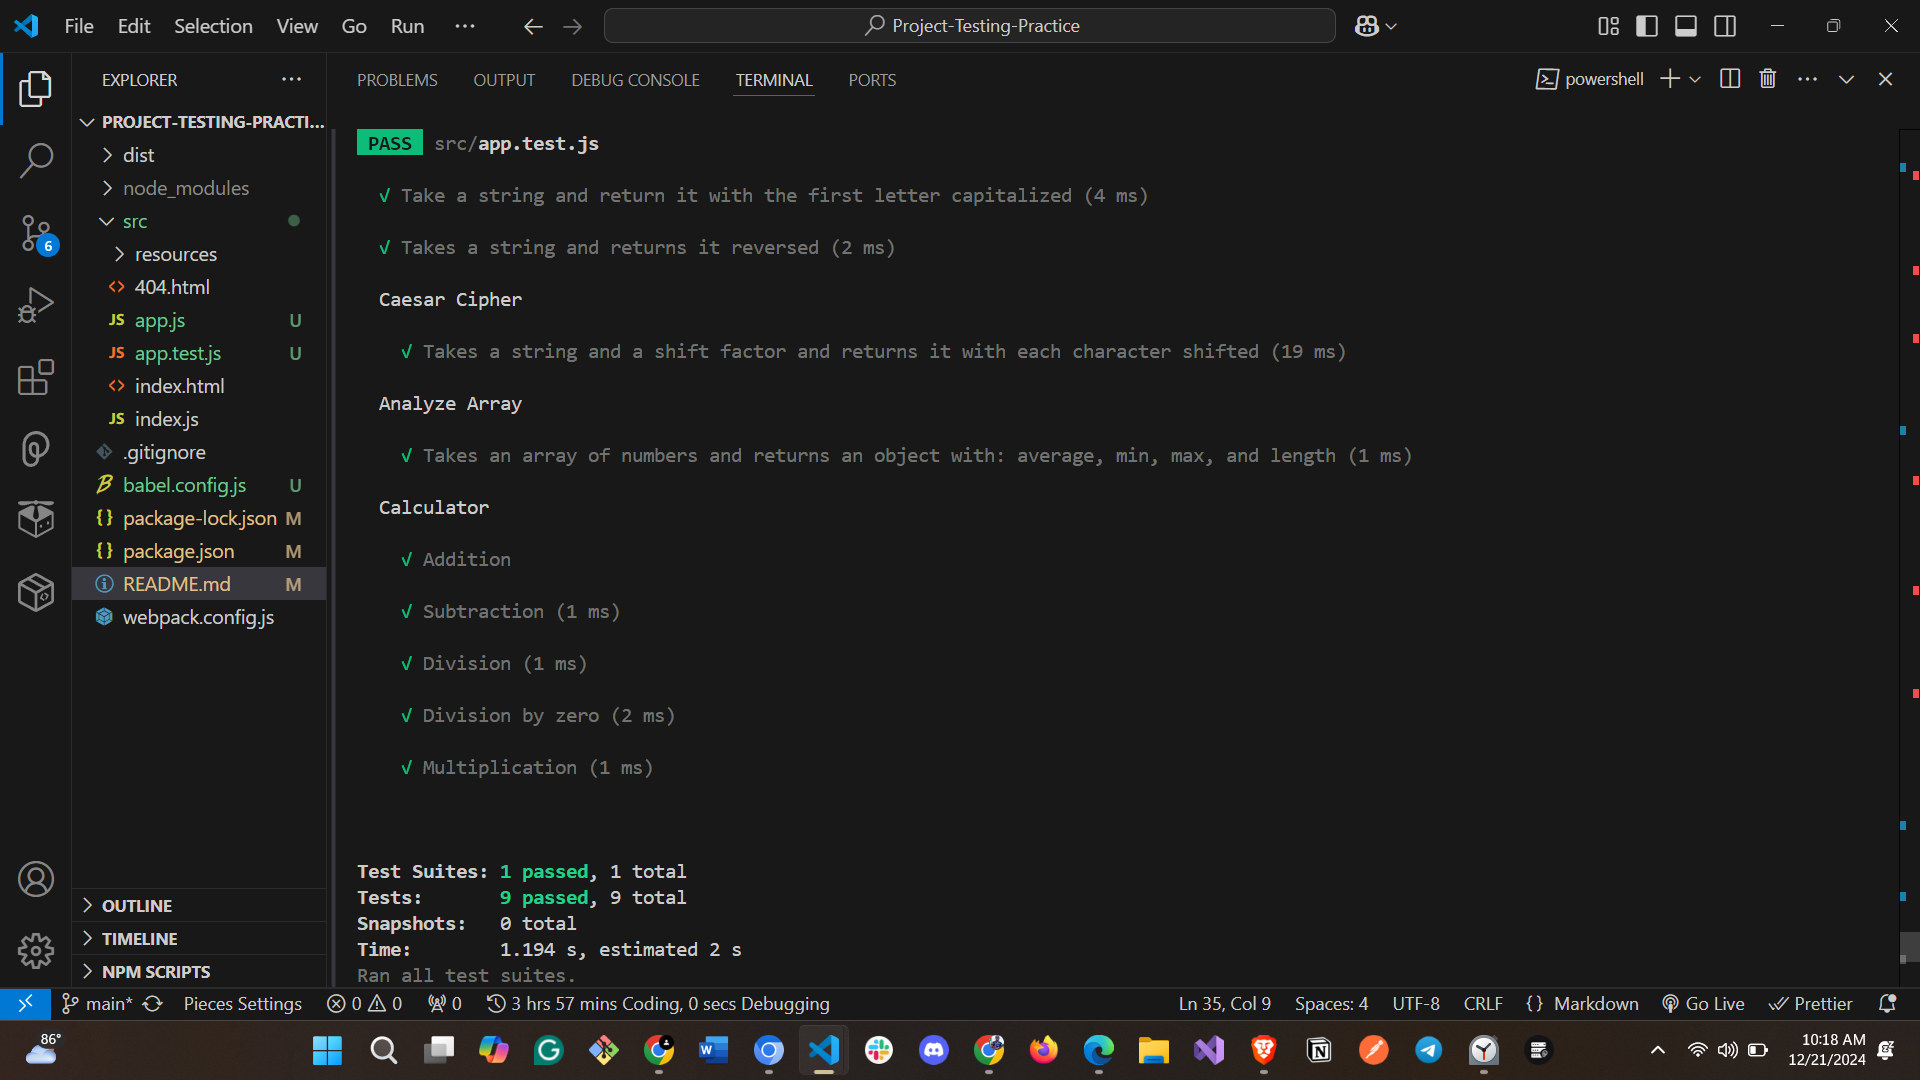 File Edit Selection View Go Run ··· Project-Testing-Practice
EXPLORER ···
PROBLEMS OUTPUT DEBUG CONSOLE TERMINAL PORTS powershell
PROJECT-TESTING-PRACTI...
dist
node_modules
src
resources
404.html
JS app.js U
JS app.test.js U
index.html
JS index.js
.gitignore
babel.config.js U
{} package-lock.json M
{} package.json M
README.md M
webpack.config.js
6
OUTLINE
TIMELINE
NPM SCRIPTS
PASS src/app.test.js
√ Take a string and return it with the first letter capitalized (4 ms)
√ Takes a string and returns it reversed (2 ms)
Caesar Cipher
√ Takes a string and a shift factor and returns it with each character shifted (19 ms)
Analyze Array
√ Takes an array of numbers and returns an object with: average, min, max, and length (1 ms)
Calculator
√ Addition
√ Subtraction (1 ms)
√ Division (1 ms)
√ Division by zero (2 ms)
√ Multiplication (1 ms)
Test Suites: 1 passed, 1 total
Tests: 9 passed, 9 total
Snapshots: 0 total
Time: 1.194 s, estimated 2 s
Ran all test suites.
main* Pieces Settings 0 0 0 3 hrs 57 mins Coding, 0 secs Debugging Ln 35, Col 9 Spaces: 4 UTF-8 CRLF {} Markdown Go Live Prettier
86°
10:18 AM
12/21/2024